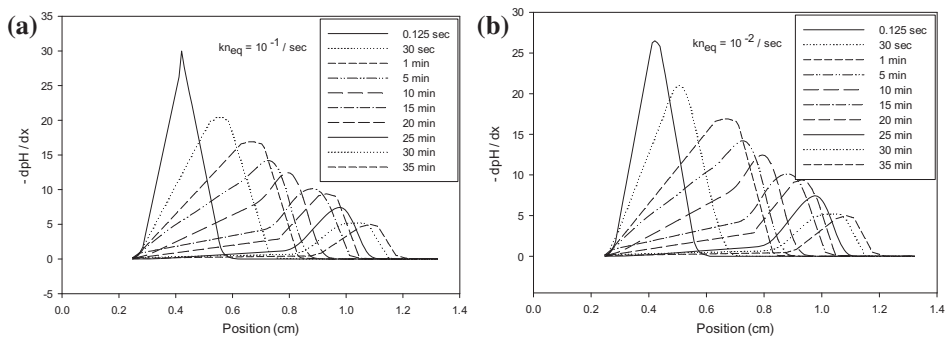 (a)
35
30
25
20
15
10
5
0
-5
- dpH / dx
kn_eq = 10^-1 / sec
0.125 sec
30 sec
1 min
5 min
10 min
15 min
20 min
25 min
30 min
35 min
0.0 0.2 0.4 0.6 0.8 1.0 1.2 1.4
Position (cm)
(b)
30
25
20
15
10
5
0
- dpH / dx
kn_eq = 10^-2 / sec
0.125 sec
30 sec
1 min
5 min
10 min
15 min
20 min
25 min
30 min
35 min
0.0 0.2 0.4 0.6 0.8 1.0 1.2 1.4
Position (cm)